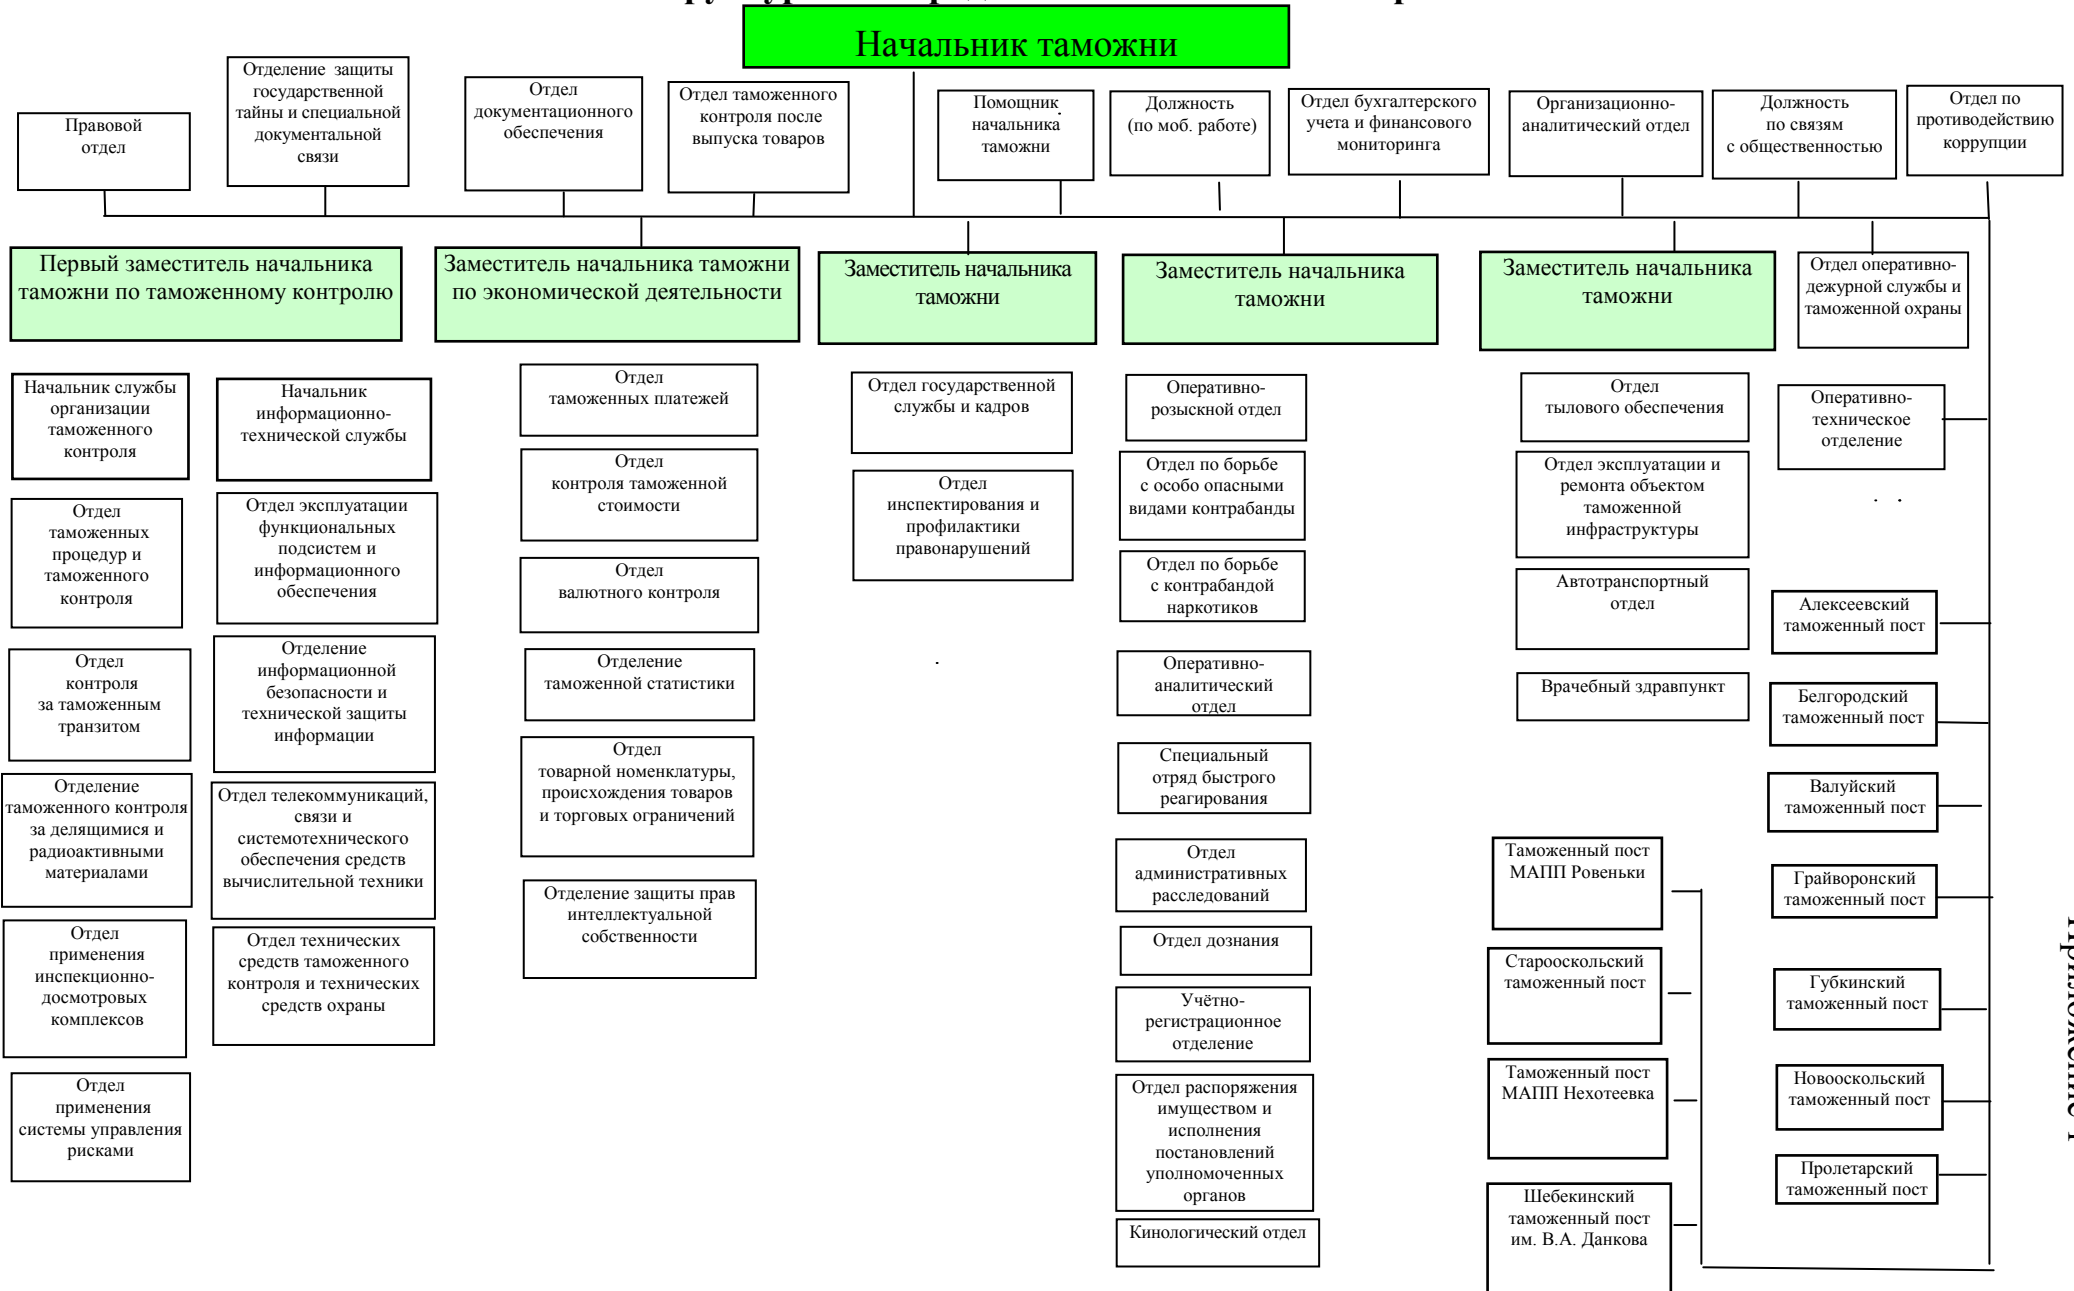 Начальник таможни
Правовой
отдел
Отделение защиты
государственной
тайны и специальной
документальной
связи
Отдел
документационного
обеспечения
Отдел таможенного
контроля после
выпуска товаров
Помощник
начальника
таможни
Должность
(по моб. работе)
Отдел бухгалтерского
учета и финансового
мониторинга
Организационно-
аналитический отдел
Должность
по связям
с общественностью
Отдел по
противодействию
коррупции
Первый заместитель начальника
таможни по таможенному контролю
Заместитель начальника таможни
по экономической деятельности
Заместитель начальника
таможни
Заместитель начальника
таможни
Заместитель начальника
таможни
Отдел оперативно-
дежурной службы и
таможенной охраны
Начальник службы
организации
таможенного
контроля
Отдел
таможенных
процедур и
таможенного
контроля
Отдел
контроля
за таможенным
транзитом
Отделение
таможенного контроля
за делящимися и
радиоактивными
материалами
Отдел
применения
инспекционно-
досмотровых
комплексов
Отдел
применения
системы управления
рисками
Начальник
информационно-
технической службы
Отдел эксплуатации
функциональных
подсистем и
информационного
обеспечения
Отделение
информационной
безопасности и
технической защиты
информации
Отдел телекоммуникаций,
связи и
системотехнического
обеспечения средств
вычислительной техники
Отдел технических
средств таможенного
контроля и технических
средств охраны
Отдел
таможенных платежей
Отдел
контроля таможенной
стоимости
Отдел
валютного контроля
Отделение
таможенной статистики
Отдел
товарной номенклатуры,
происхождения товаров
и торговых ограничений
Отделение защиты прав
интеллектуальной
собственности
Отдел государственной
службы и кадров
Отдел
инспектирования и
профилактики
правонарушений
Оперативно-
розыскной отдел
Отдел по борьбе
с особо опасными
видами контрабанды
Отдел по борьбе
с контрабандой
наркотиков
Оперативно-
аналитический
отдел
Специальный
отряд быстрого
реагирования
Отдел
административных
расследований
Отдел дознания
Учётно-
регистрационное
отделение
Отдел распоряжения
имуществом и
исполнения
постановлений
уполномоченных
органов
Кинологический отдел
Отдел
тылового обеспечения
Отдел эксплуатации и
ремонта объектом
таможенной
инфраструктуры
Автотранспортный
отдел
Врачебный здравпункт
Таможенный пост
МАПП Ровеньки
Старооскольский
таможенный пост
Таможенный пост
МАПП Нехотеевка
Шебекинский
таможенный пост
им. В.А. Данкова
Оперативно-
техническое
отделение
Алексеевский
таможенный пост
Белгородский
таможенный пост
Валуйский
таможенный пост
Грайворонский
таможенный пост
Губкинский
таможенный пост
Новооскольский
таможенный пост
Пролетарский
таможенный пост